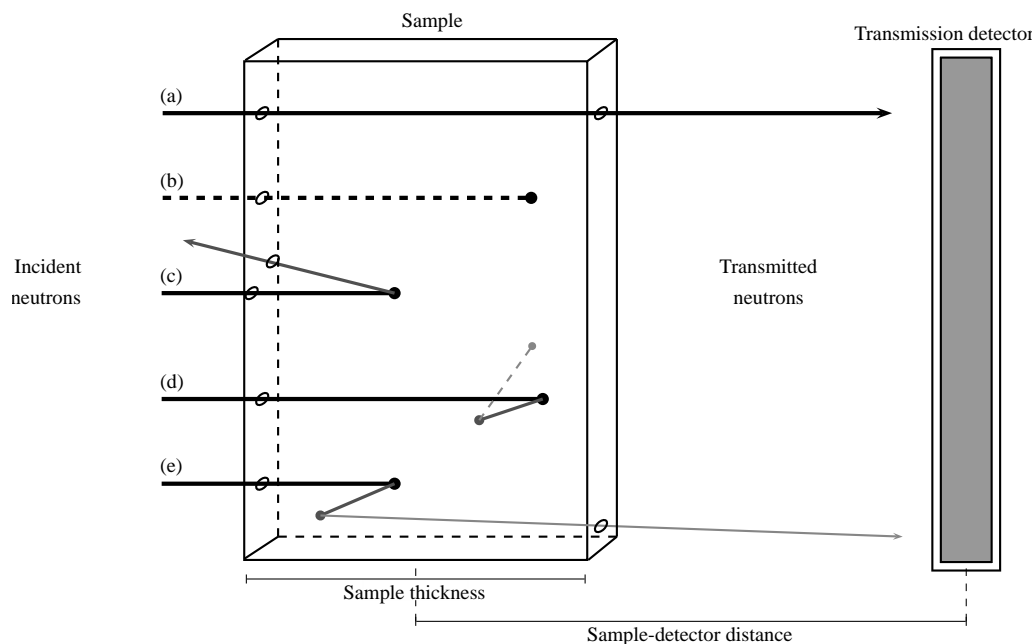 Sample
Transmission detector
(a)
(b)
(c)
Incident
neutrons
Transmitted
neutrons
(d)
(e)
Sample thickness
Sample-detector distance